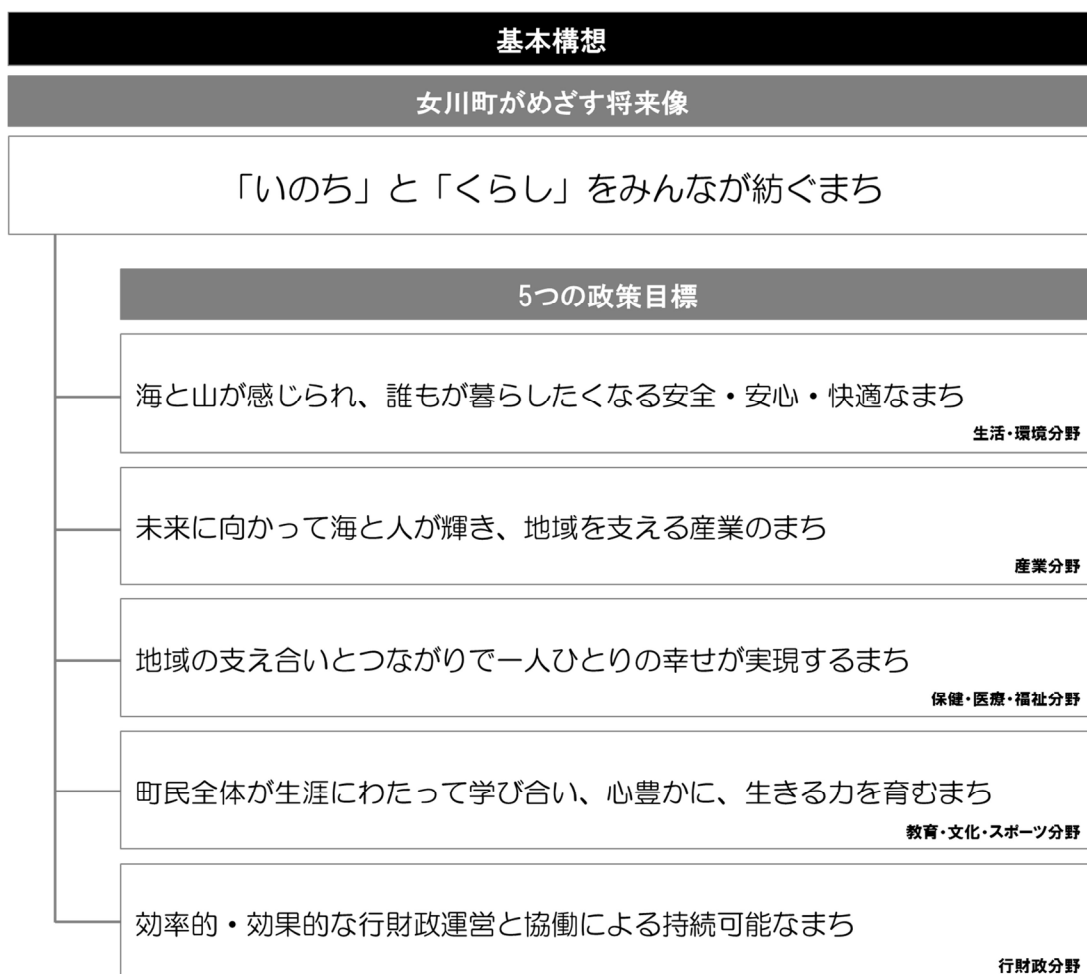 基本構想
女川町がめざす将来像
「いのち」と「くらし」をみんなが紡ぐまち
5つの政策目標
海と山が感じられ、誰もが暮らしたくなる安全・安心・快適なまち
生活・環境分野
未来に向かって海と人が輝き、地域を支える産業のまち
産業分野
地域の支え合いとつながりで一人ひとりの幸せが実現するまち
保健・医療・福祉分野
町民全体が生涯にわたって学び合い、心豊かに、生きる力を育むまち
教育・文化・スポーツ分野
効率的・効果的な行財政運営と協働による持続可能なまち
行財政分野